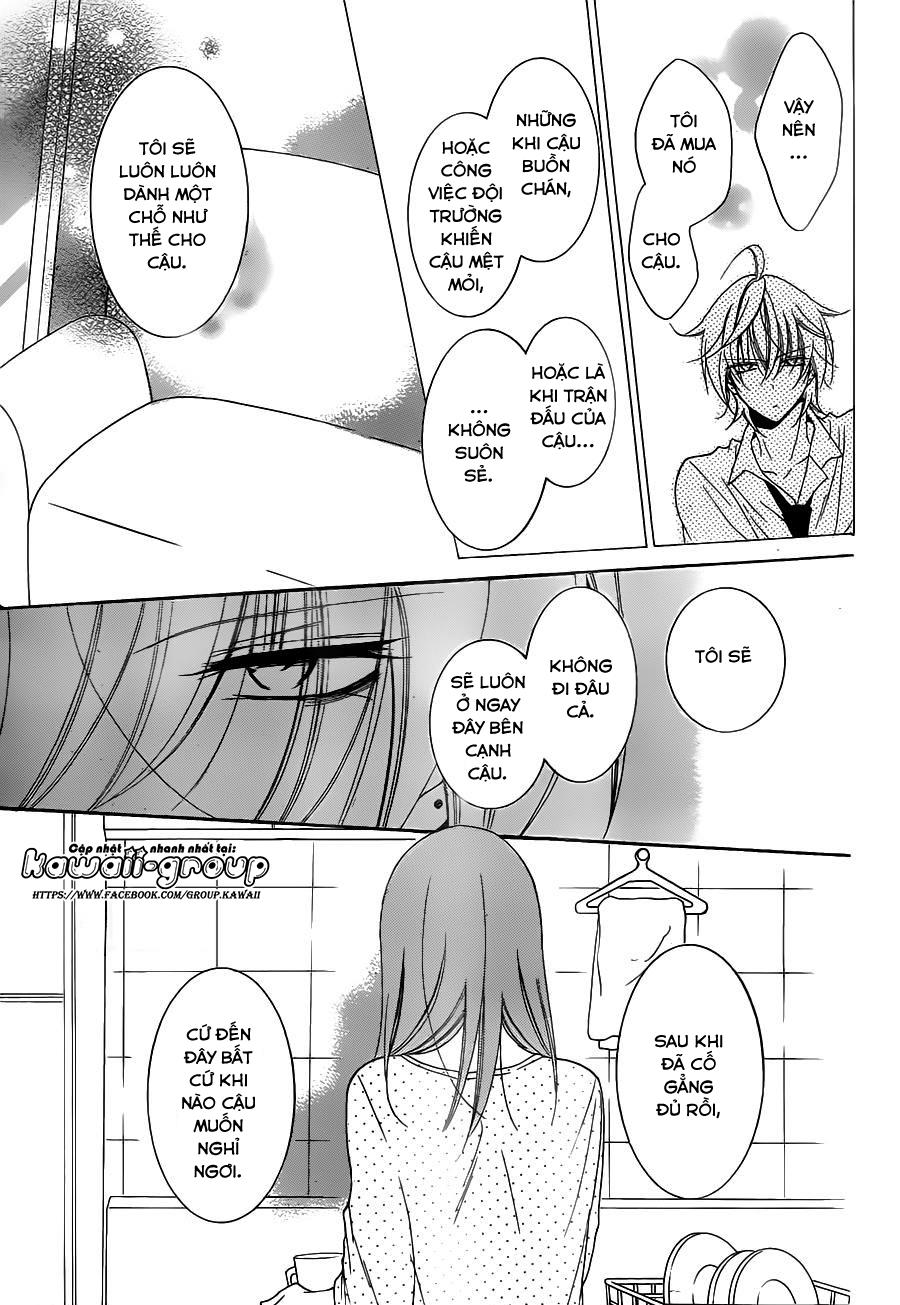 VẬY
NÊN
...
TÔI
ĐÃ MUA
NÓ
CHO
CẬU.
NHỮNG
KHI CẬU
BUỒN
CHÁN,
HOẶC
CÔNG
VIỆC ĐỘI
TRƯỜNG
KHIẾN
CẬU MỆT
MỎI,
HOẶC LÀ
KHI TRẬN
ĐẤU CỦA
CẬU...
...
KHÔNG
SUÔN
SẺ.
TÔI SẼ
LUÔN LUÔN
DÀNH MỘT
CHỖ NHƯ
THẾ CHO
CẬU.
TÔI SẼ
KHÔNG
ĐI ĐÂU
CẢ.
SẼ LUÔN
Ở NGAY
ĐÂY BÊN
CẠNH
CẬU.
Cập nhật nhanh nhất tại:
kawaii-group
HTTPS://WWW.FACEBOOK.COM/GROUP.KAWAII
SAU KHI
ĐÃ CỐ
GẮNG
ĐỦ RỒI,
CỨ ĐẾN
ĐÂY BẤT
CỨ KHI
NÀO CẬU
MUỐN
NGHỈ
NGƠI.